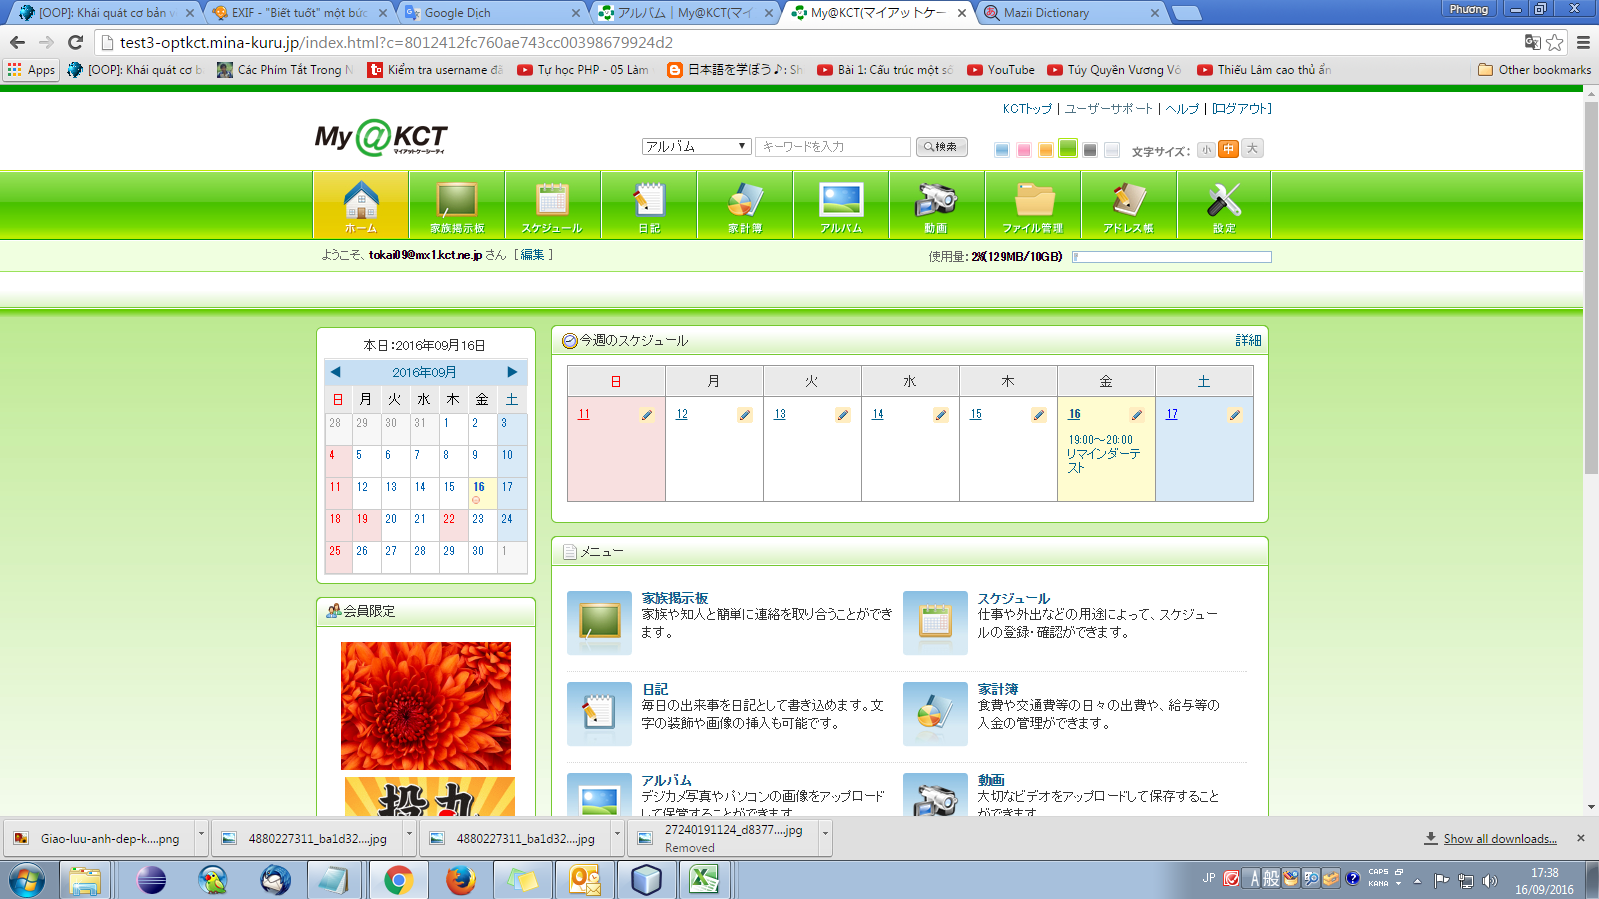 [OOP]: Khái quát cơ bản v
EXIF - "Biết tuốt" một bức
Google Dịch
アルバム | My@KCT(マイ
My@KCT(マイアットケー
Mazii Dictionary
Phương
test3-optkct.mina-kuru.jp/index.html?c=8012412fc760ae743cc00398679924d2
Apps
[OOP]: Khái quát cơ b
Các Phím Tắt Trong N
Kiểm tra username đã
Tự học PHP - 05 Làm
日本語を学ぼう♪: Sh
Bài 1: Cấu trúc một số
YouTube
Túy Quyền Vương Vô
Thiếu Lâm cao thủ ẩn
Other bookmarks
KCTトップ | ユーザーサポート | ヘルプ | [ログアウト]
My@KCT
マイアットケーシーティ
アルバム
キーワードを入力
検索
文字サイズ: 小 中 大
ホーム
家族掲示板
スケジュール
日記
家計簿
アルバム
動画
ファイル管理
アドレス帳
設定
ようこそ、tokai09@mx1.kct.ne.jp さん [ 編集 ]
使用量: 2%(129MB/10GB)
本日:2016年09月16日
2016年09月
日 月 火 水 木 金 土
28 29 30 31 1 2 3
4 5 6 7 8 9 10
11 12 13 14 15 16 17
18 19 20 21 22 23 24
25 26 27 28 29 30 1
会員限定
今週のスケジュール
詳細
日 月 火 水 木 金 土
11 12 13 14 15 16 17
19:00～20:00
リマインダーテ
スト
メニュー
家族掲示板
家族や知人と簡単に連絡を取り合うことができ
ます。
スケジュール
仕事や外出などの用途によって、スケジュー
ルの登録・確認ができます。
日記
毎日の出来事を日記として書き込めます。文
字の装飾や画像の挿入も可能です。
家計簿
食費や交通費等の日々の出費や、給与等の
入金の管理ができます。
アルバム
デジカメ写真やパソコンの画像をアップロード
して保管することができます。
動画
大切なビデオをアップロードして保存すること
ができます。
Giao-luu-anh-dep-k....png
4880227311_ba1d32....jpg
4880227311_ba1d32....jpg
27240191124_d8377....jpg
Removed
Show all downloads...
JP
A
般
CAPS
KANA
17:38
16/09/2016